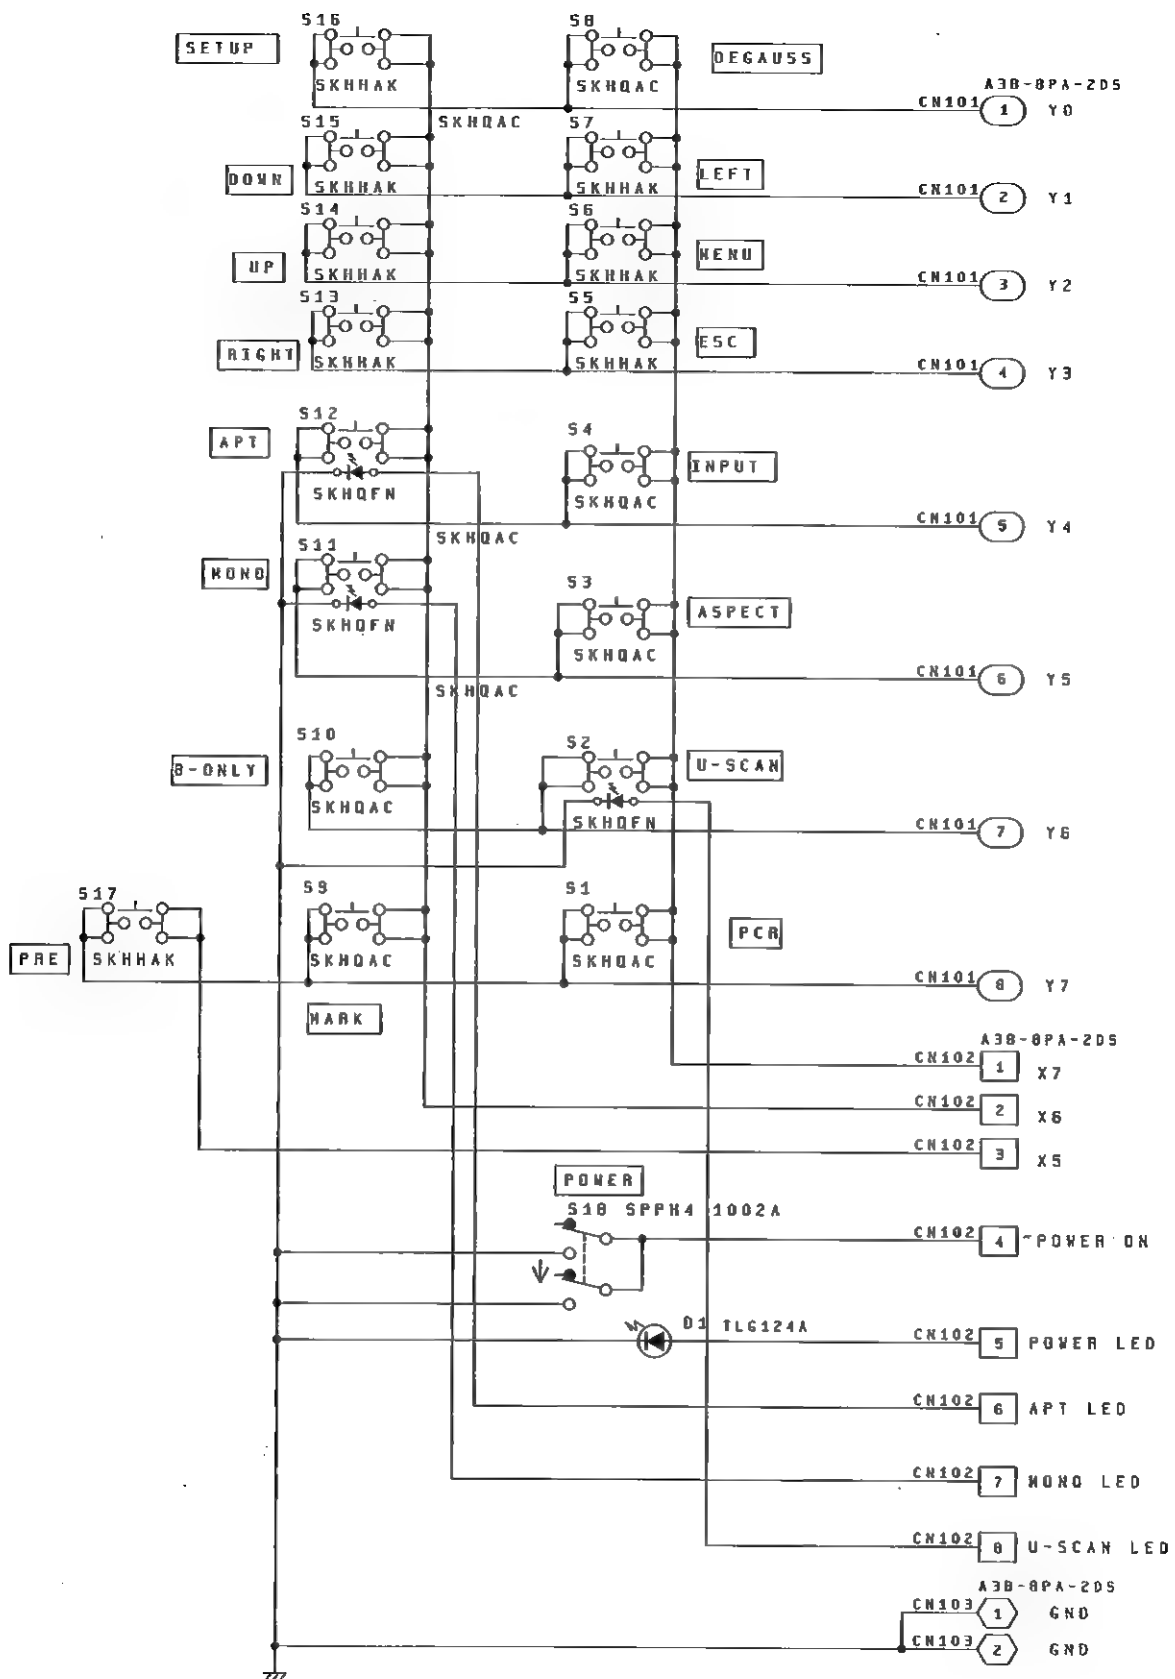 S16 S8
SETUP DEGAUSS
SKHHAK SKHQAC A3B-8PA-2DS
CN101 1 Y0
S15 SKHQAC S7
DOWN LEFT
SKHHAK SKHHAK CN101 2 Y1
S14 S6
UP MENU
SKHHAK SKHHAK CN101 3 Y2
S13 S5
RIGHT ESC
SKHHAK SKHHAK CN101 4 Y3
S12 S4
APT INPUT
SKHQFN SKHQAC
CN101 5 Y4
S11 SKHQAC
MONO S3
ASPECT
SKHQFN SKHQAC
CN101 6 Y5
SKHQAC
S10 S2
B-ONLY U-SCAN
SKHQAC SKHQFN CN101 7 Y6
S17 S9 S1
PCR
PRE SKHHAK SKHQAC SKHQAC
CN101 8 Y7
MARK
A3B-8PA-2DS
CN102 1 X7
CN102 2 X6
CN102 3 X5
POWER
S18 SPPH4 1002A
CN102 4 ~POWER ON
D1 TLG124A CN102 5 POWER LED
CN102 6 APT LED
CN102 7 MONO LED
CN102 8 U-SCAN LED
A3B-8PA-2DS
CN103 1 GND
CN103 2 GND